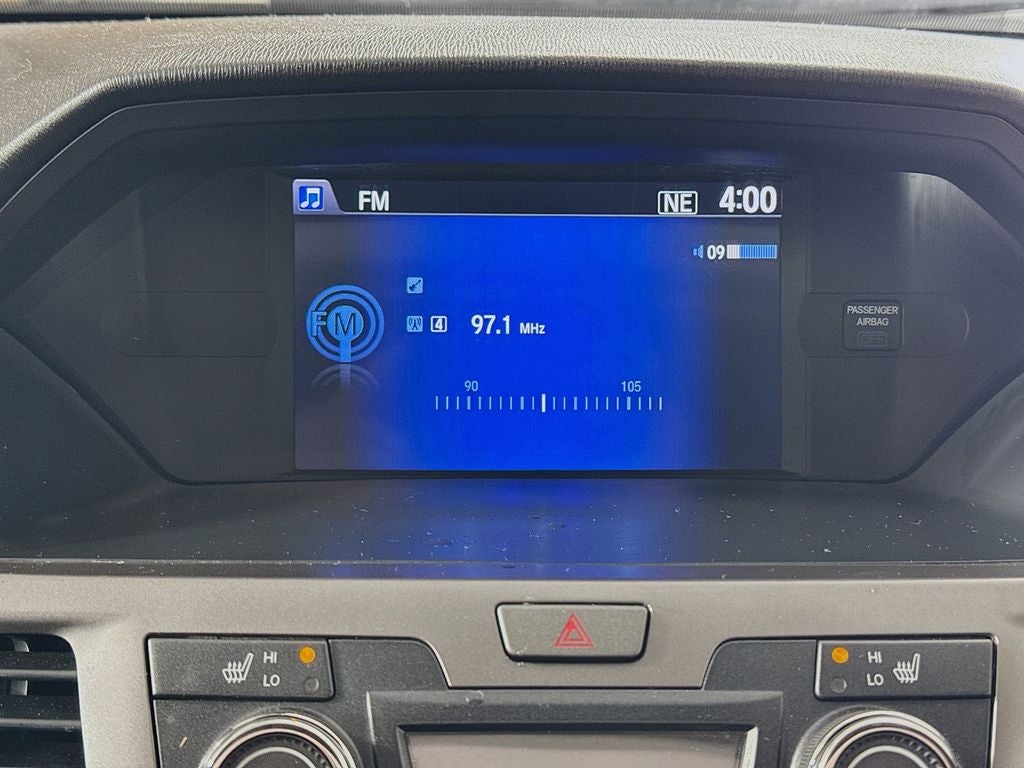 FM NE 4:00
09
FM
4 97.1 MHz
90 105
PASSENGER
AIRBAG
OFF
HI
LO
HI
LO